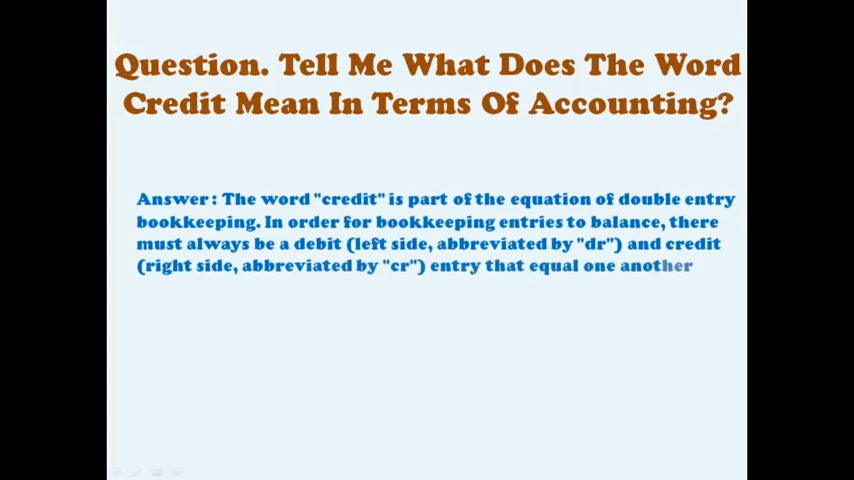 Question. Tell Me What Does The Word
Credit Mean In Terms Of Accounting?
Answer : The word "credit" is part of the equation of double entry
bookkeeping. In order for bookkeeping entries to balance, there
must always be a debit (left side, abbreviated by "dr") and credit
(right side, abbreviated by "cr") entry that equal one another